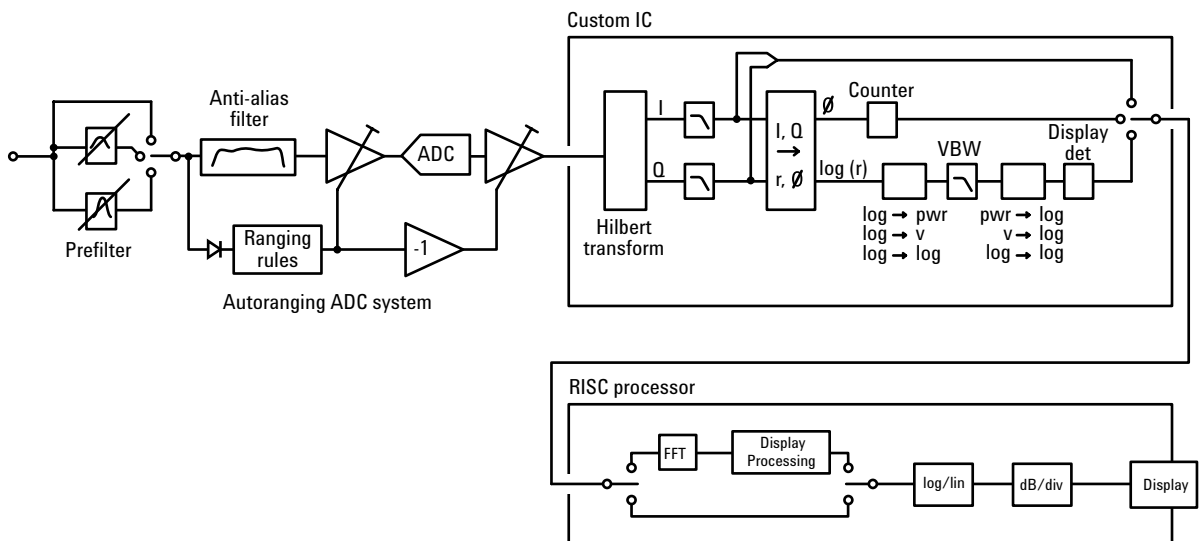 Custom IC
Anti-alias
filter
Prefilter
ADC
Ranging
rules
-1
Autoranging ADC system
I
Q
Hilbert
transform
I, Q
→
r, Ø
Ø
Counter
log (r)
VBW
Display
det
log → pwr
log → v
log → log
pwr → log
v → log
log → log
RISC processor
FFT
Display
Processing
log/lin
dB/div
Display